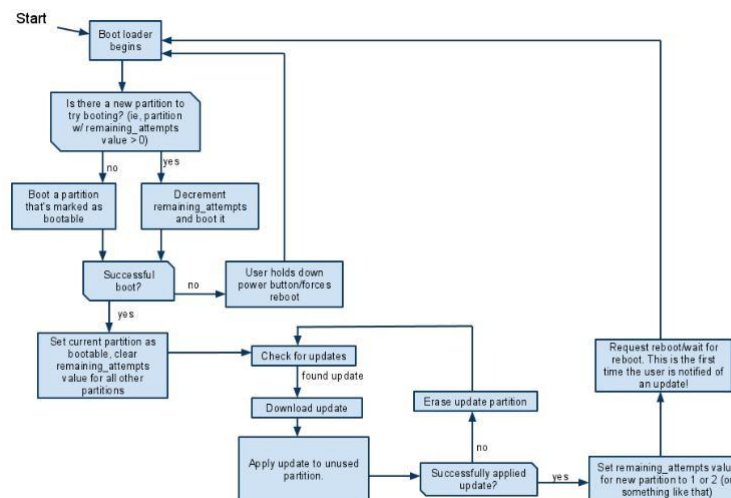 Start
Boot loader
begins
Is there a new partition to
try booting? (ie, partition
w/ remaining_attempts
value > 0)
no
yes
Boot a partition
that's marked as
bootable
Decrement
remaining_attempts
and boot it
Successful
boot?
no
User holds down
power button/forces
reboot
yes
Set current partition as
bootable, clear
remaining_attempts
value for all other
partitions
Check for updates
found update
Download update
Apply update to unused
partition.
Successfully applied
update?
no
Erase update partition
yes
Set remaining_attempts value
for new partition to 1 or 2 (or
something like that)
Request reboot/wait for
reboot. This is the first
time the user is notified of
an update!